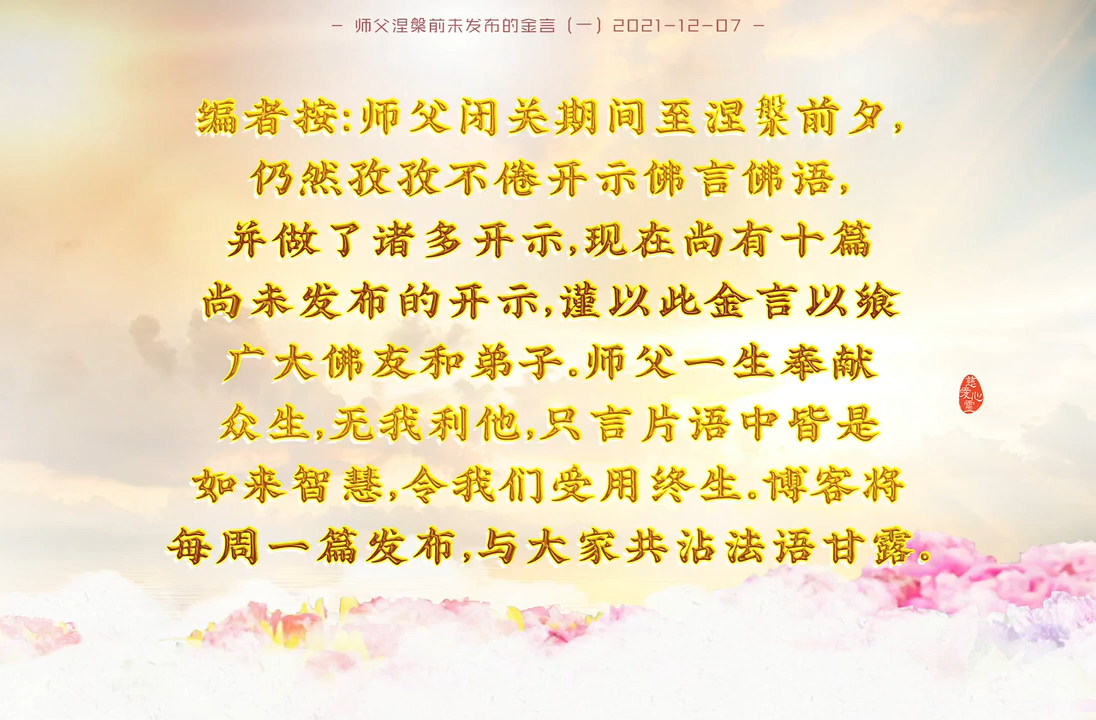 - 师父涅槃前未发布的金言（一）2021-12-07 -
编者按:师父闭关期间至涅槃前夕,
仍然孜孜不倦开示佛言佛语,
并做了诸多开示,现在尚有十篇
尚未发布的开示,谨以此金言以飨
广大佛友和弟子。师父一生奉献
众生,无我利他,只言片语中皆是
如来智慧,令我们受用终生。博客将
每周一篇发布,与大家共沾法语甘露。
慈爱心灵